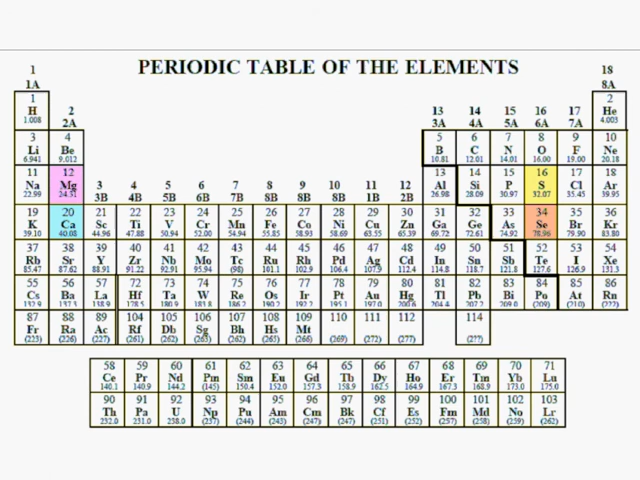 PERIODIC TABLE OF THE ELEMENTS
1 18
1A 8A
1 2
H 2 13 14 15 16 17 He
1.008 2A 3A 4A 5A 6A 7A 4.003
3 4 5 6 7 8 9 10
Li Be B C N O F Ne
6.941 9.012 10.81 12.01 14.01 16.00 19.00 20.18
11 12 3 4 5 6 7 8 9 10 11 12 13 14 15 16 17 18
Na Mg 3B 4B 5B 6B 7B 8B 8B 8B 1B 2B Al Si P S Cl Ar
22.99 24.31 26.98 28.09 30.97 32.07 35.45 39.95
19 20 21 22 23 24 25 26 27 28 29 30 31 32 33 34 35 36
K Ca Sc Ti V Cr Mn Fe Co Ni Cu Zn Ga Ge As Se Br Kr
39.10 40.08 44.96 47.88 50.94 52.00 54.94 55.85 58.93 58.69 63.55 65.39 69.72 72.61 74.92 78.96 79.90 83.80
37 38 39 40 41 42 43 44 45 46 47 48 49 50 51 52 53 54
Rb Sr Y Zr Nb Mo Tc Ru Rh Pd Ag Cd In Sn Sb Te I Xe
85.47 87.62 88.91 91.22 92.91 95.94 (98) 101.1 102.9 106.4 107.9 112.4 114.8 118.7 121.8 127.6 126.9 131.3
55 56 57 72 73 74 75 76 77 78 79 80 81 82 83 84 85 86
Cs Ba La Hf Ta W Re Os Ir Pt Au Hg Tl Pb Bi Po At Rn
132.9 137.3 138.9 178.5 180.9 183.8 186.2 190.2 192.2 195.1 197.0 200.6 204.4 207.2 209.0 (209) (210) (222)
87 88 89 104 105 106 107 108 109 110 111 112 114
Fr Ra Ac Rf Db Sg Bh Hs Mt
(223) (226) (227) (261) (262) (263) (262) (265) (266) (269) (272) (277)
58 59 60 61 62 63 64 65 66 67 68 69 70 71
Ce Pr Nd Pm Sm Eu Gd Tb Dy Ho Er Tm Yb Lu
140.1 140.9 144.2 (145) 150.4 152.0 157.3 158.9 162.5 164.9 167.3 168.9 173.0 175.0
90 91 92 93 94 95 96 97 98 99 100 101 102 103
Th Pa U Np Pu Am Cm Bk Cf Es Fm Md No Lr
232.0 231.0 238.0 (237) (244) (243) (247) (247) (251) (252) (257) (258) (259) (262)